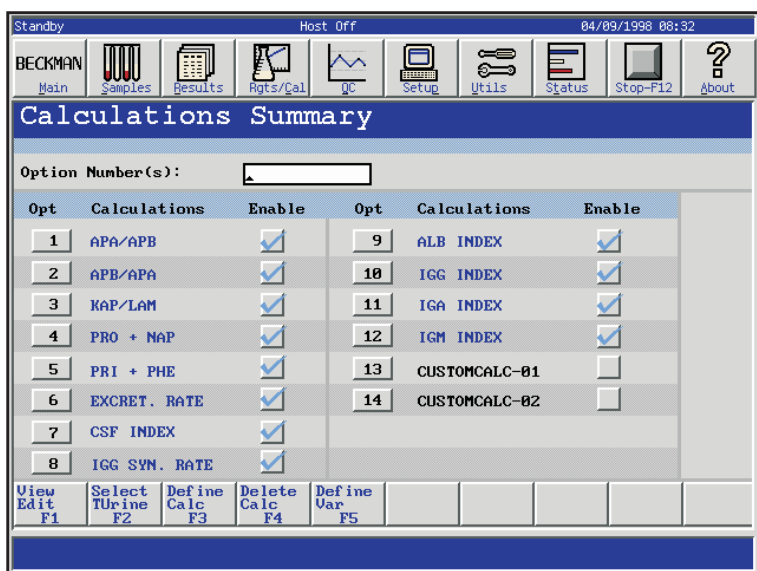 Standby Host Off 04/09/1998 08:32
BECKMAN
Main Samples Results Rgts/Cal QC Setup Utils Status Stop-F12 About
Calculations Summary
Option Number(s):
Opt Calculations Enable Opt Calculations Enable
1 APA/APB 9 ALB INDEX
2 APB/APA 10 IGG INDEX
3 KAP/LAM 11 IGA INDEX
4 PRO + NAP 12 IGM INDEX
5 PRI + PHE 13 CUSTOMCALC-01
6 EXCRET. RATE 14 CUSTOMCALC-02
7 CSF INDEX
8 IGG SYN. RATE
View Select Define Delete Define
Edit TUrine Calc Calc Var
F1 F2 F3 F4 F5